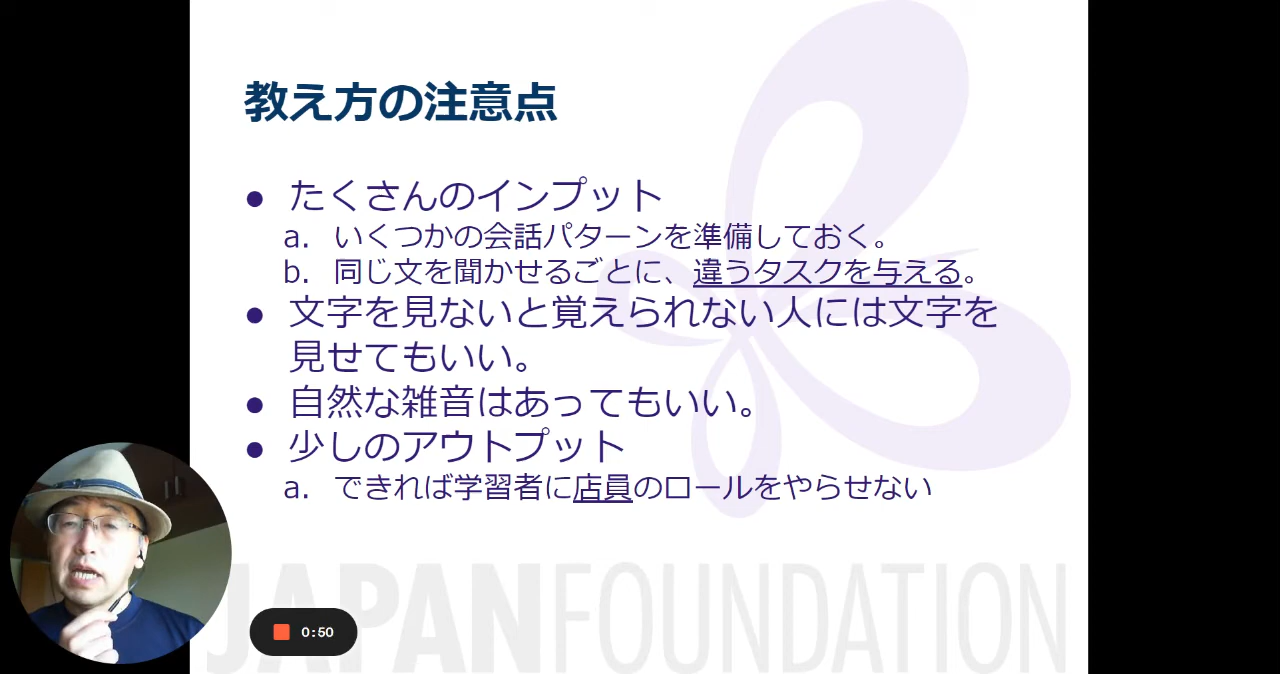 教え方の注意点
● たくさんのインプット
a. いくつかの会話パターンを準備しておく。
b. 同じ文を聞かせるごとに、違うタスクを与える。
● 文字を見ないと覚えられない人には文字を
見せてもいい。
● 自然な雑音はあってもいい。
● 少しのアウトプット
a. できれば学習者に店員のロールをやらせない
JAPANFOUNDATION
0:50